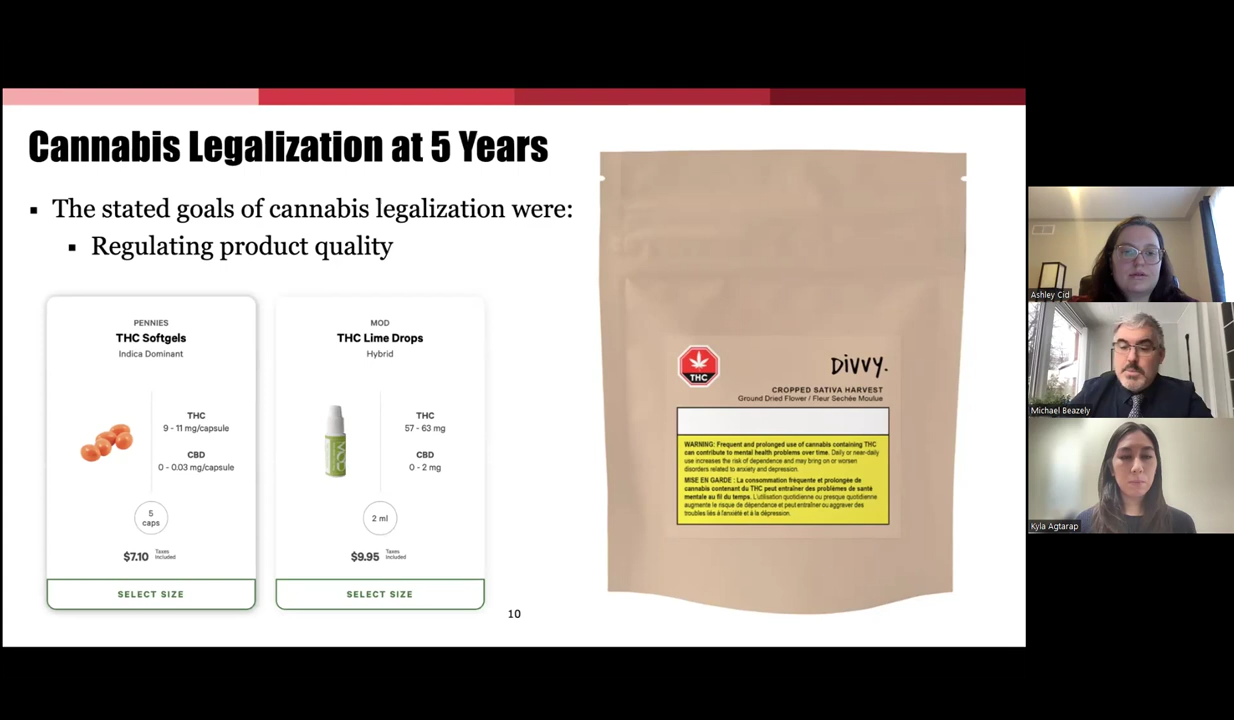 Cannabis Legalization at 5 Years
▪ The stated goals of cannabis legalization were:
▪ Regulating product quality
PENNIES
THC Softgels
Indica Dominant
THC
9 - 11 mg/capsule
CBD
0 - 0.03 mg/capsule
5
caps
$7.10 Taxes
Included
SELECT SIZE
MOD
THC Lime Drops
Hybrid
THC
57 - 63 mg
CBD
0 - 2 mg
2 ml
$9.95 Taxes
Included
SELECT SIZE
10
THC
Divvy.
CROPPED SATIVA HARVEST
Ground Dried Flower / Fleur Sechée Moulue
WARNING: Frequent and prolonged use of cannabis containing THC
can contribute to mental health problems over time. Daily or near-daily
use increases the risk of dependence and may bring on or worsen
disorders related to anxiety and depression.
MISE EN GARDE : La consommation fréquente et prolongée de
cannabis contenant du THC peut entraîner des problèmes de santé
mentale au fil du temps. L'utilisation quotidienne ou presque quotidienne
augmente le risque de dépendance et peut entraîner ou aggraver des
troubles liés à l'anxiété et à la dépression.
Ashley Cid
Michael Beazely
Kyla Agtarap